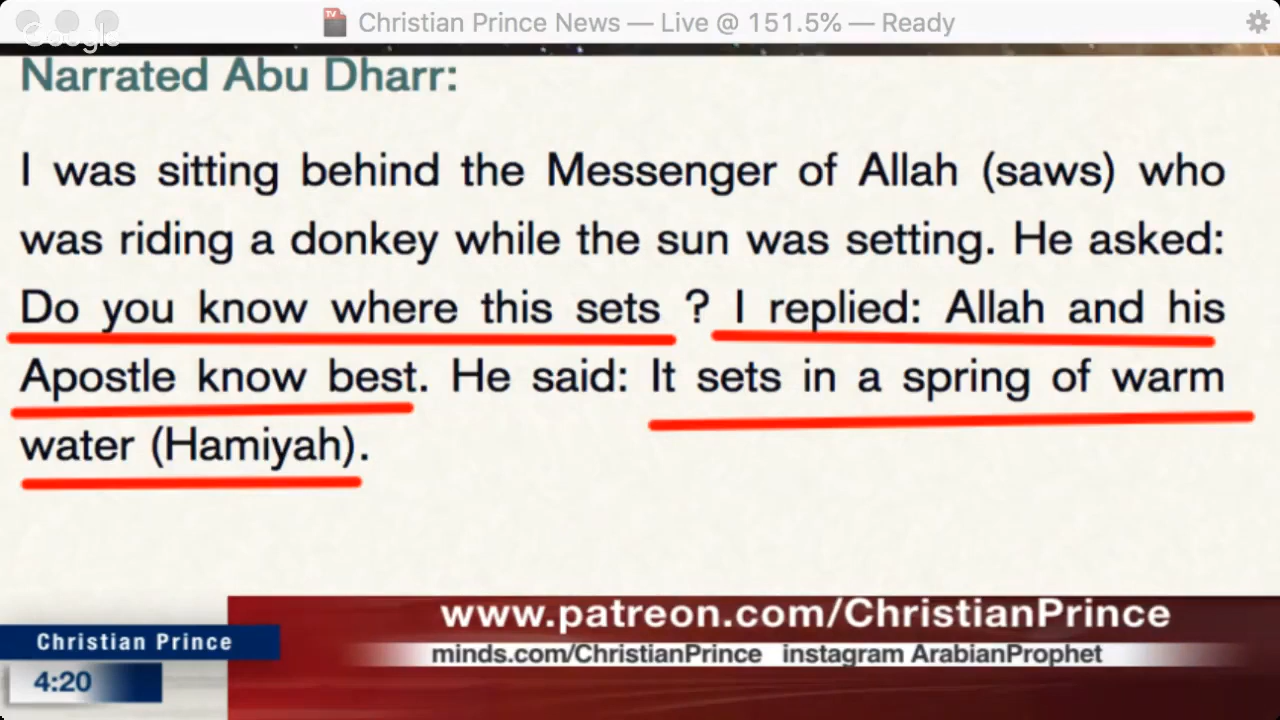 Christian Prince News — Live @ 151.5% — Ready
Google
Narrated Abu Dharr:
I was sitting behind the Messenger of Allah (saws) who
was riding a donkey while the sun was setting. He asked:
Do you know where this sets ? I replied: Allah and his
Apostle know best. He said: It sets in a spring of warm
water (Hamiyah).
www.patreon.com/ChristianPrince
Christian Prince
minds.com/ChristianPrince instagram ArabianProphet
4:20